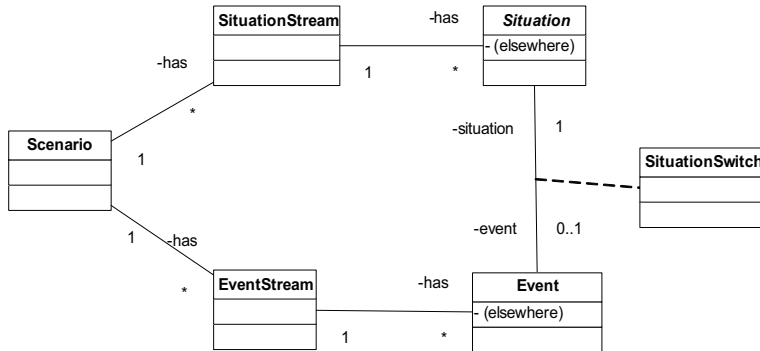 SituationStream
-has
Situation
- (elsewhere)
-has
1
*
*
-situation
1
Scenario
1
SituationSwitch
1
-has
-event
0..1
*
EventStream
-has
Event
- (elsewhere)
1
*